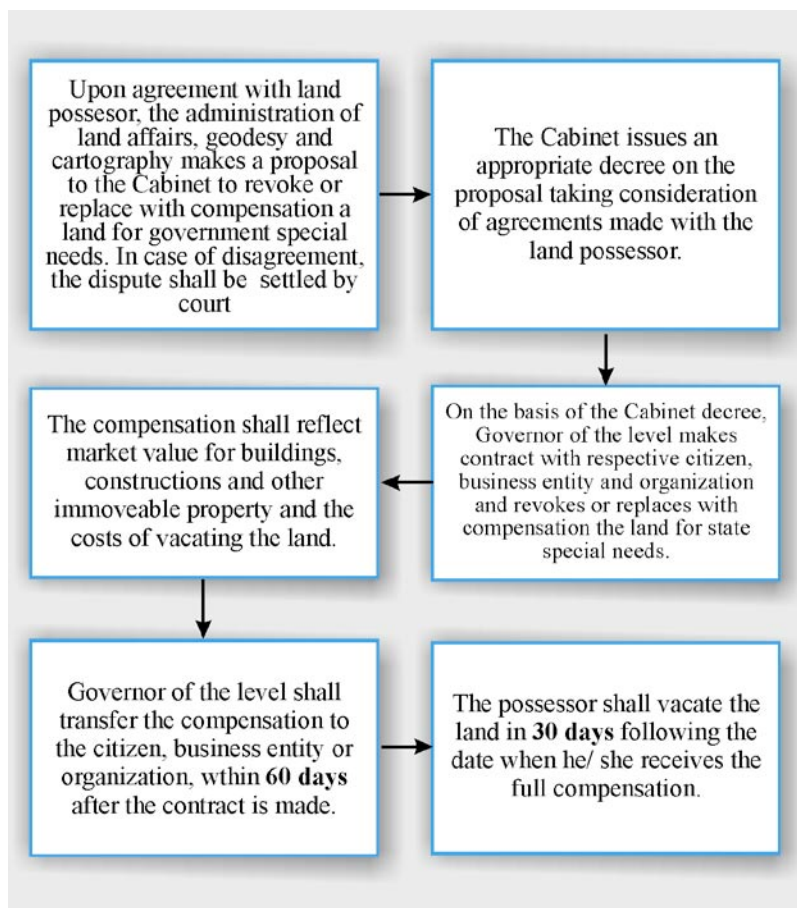 Upon agreement with land
possesor, the administration of
land affairs, geodesy and
cartography makes a proposal
to the Cabinet to revoke or
replace with compensation a
land for government special
needs. In case of disagreement,
the dispute shall be settled by
court
The Cabinet issues an
appropriate decree on the
proposal taking consideration
of agreements made with the
land possessor.
On the basis of the Cabinet decree,
Governor of the level makes
contract with respective citizen,
business entity and organization
and revokes or replaces with
compensation the land for state
special needs.
The compensation shall reflect
market value for buildings,
constructions and other
immoveable property and the
costs of vacating the land.
Governor of the level shall
transfer the compensation to
the citizen, business entity or
organization, wthin 60 days
after the contract is made.
The possessor shall vacate the
land in 30 days following the
date when he/ she receives the
full compensation.